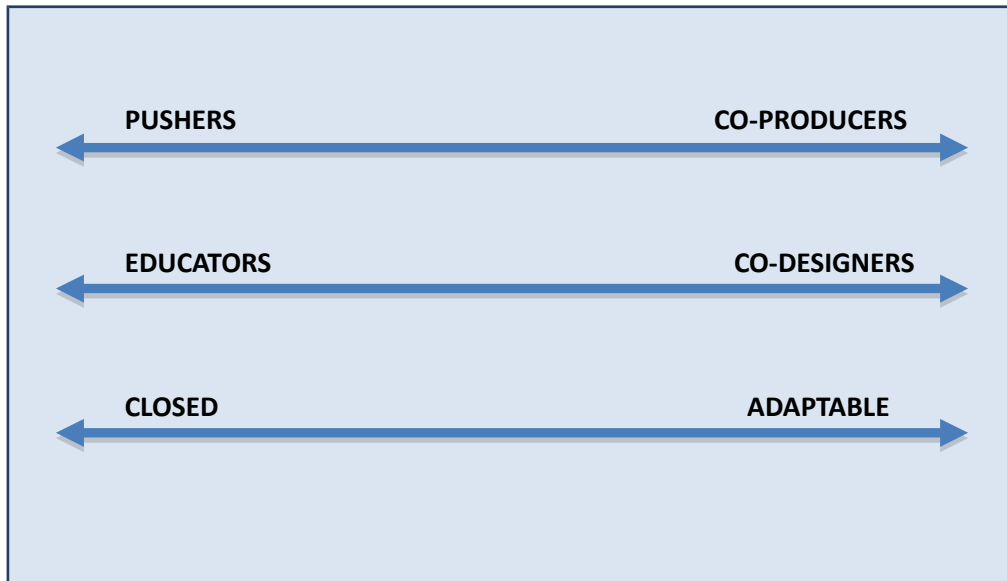 PUSHERS CO-PRODUCERS
EDUCATORS CO-DESIGNERS
CLOSED ADAPTABLE